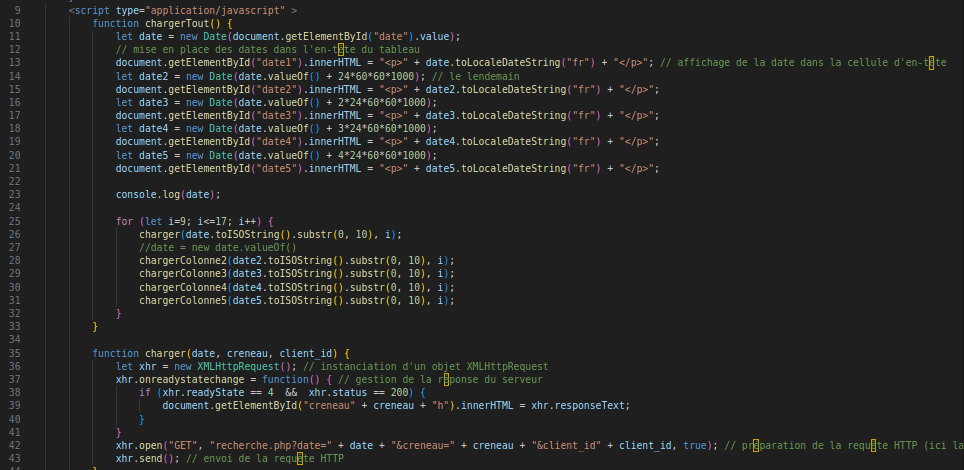 9 <script type="application/javascript" >
10 function chargerTout() {
11 let date = new Date(document.getElementById("date").value);
12 // mise en place des dates dans l'en-tête du tableau
13 document.getElementById("date1").innerHTML = "<p>" + date.toLocaleDateString("fr") + "</p>"; // affichage de la date dans la cellule d'en-tête
14 let date2 = new Date(date.valueOf() + 24*60*60*1000); // le lendemain
15 document.getElementById("date2").innerHTML = "<p>" + date2.toLocaleDateString("fr") + "</p>";
16 let date3 = new Date(date.valueOf() + 2*24*60*60*1000);
17 document.getElementById("date3").innerHTML = "<p>" + date3.toLocaleDateString("fr") + "</p>";
18 let date4 = new Date(date.valueOf() + 3*24*60*60*1000);
19 document.getElementById("date4").innerHTML = "<p>" + date4.toLocaleDateString("fr") + "</p>";
20 let date5 = new Date(date.valueOf() + 4*24*60*60*1000);
21 document.getElementById("date5").innerHTML = "<p>" + date5.toLocaleDateString("fr") + "</p>";
22
23 console.log(date);
24
25 for (let i=9; i<=17; i++) {
26 charger(date.toISOString().substr(0, 10), i);
27 //date = new date.valueOf()
28 chargerColonne2(date2.toISOString().substr(0, 10), i);
29 chargerColonne3(date3.toISOString().substr(0, 10), i);
30 chargerColonne4(date4.toISOString().substr(0, 10), i);
31 chargerColonne5(date5.toISOString().substr(0, 10), i);
32 }
33 }
34
35 function charger(date, creneau, client_id) {
36 let xhr = new XMLHttpRequest(); // instanciation d'un objet XMLHttpRequest
37 xhr.onreadystatechange = function() { // gestion de la réponse du serveur
38 if (xhr.readyState == 4 && xhr.status == 200) {
39 document.getElementById("creneau" + creneau + "h").innerHTML = xhr.responseText;
40 }
41 }
42 xhr.open("GET", "recherche.php?date=" + date + "&creneau=" + creneau + "&client_id" + client_id, true); // préparation de la requête HTTP (ici la
43 xhr.send(); // envoi de la requête HTTP
44 }